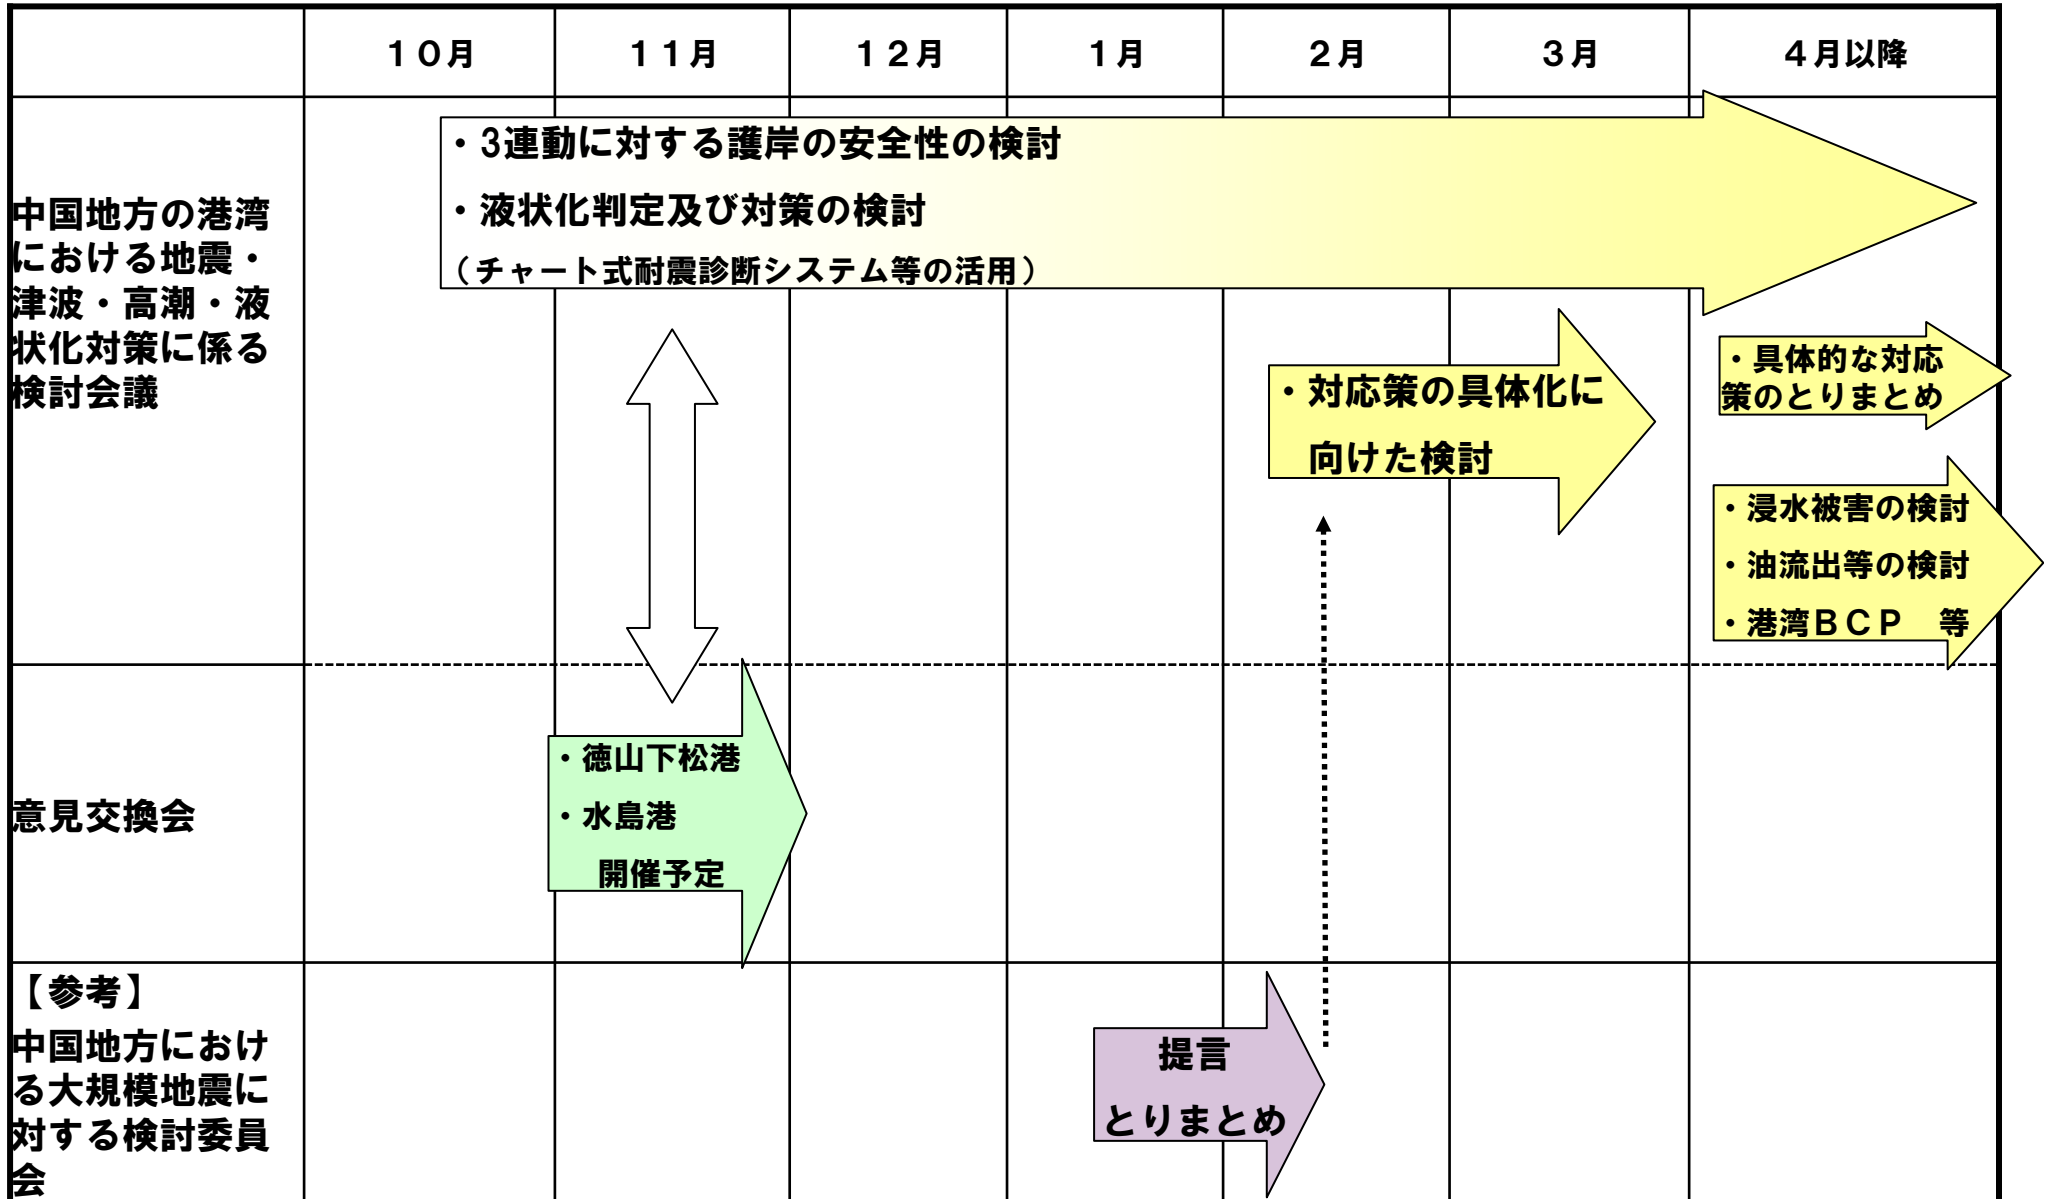 １０月 １１月 １２月 １月 ２月 ３月 ４月以降
中国地方の港湾
における地震・
津波・高潮・液
状化対策に係る
検討会議
・3連動に対する護岸の安全性の検討
・液状化判定及び対策の検討
（チャート式耐震診断システム等の活用）
・対応策の具体化に
向けた検討
・具体的な対応
策のとりまとめ
・浸水被害の検討
・油流出等の検討
・港湾ＢＣＰ　等
意見交換会
・徳山下松港
・水島港
開催予定
【参考】
中国地方におけ
る大規模地震に
対する検討委員
会
提言
とりまとめ